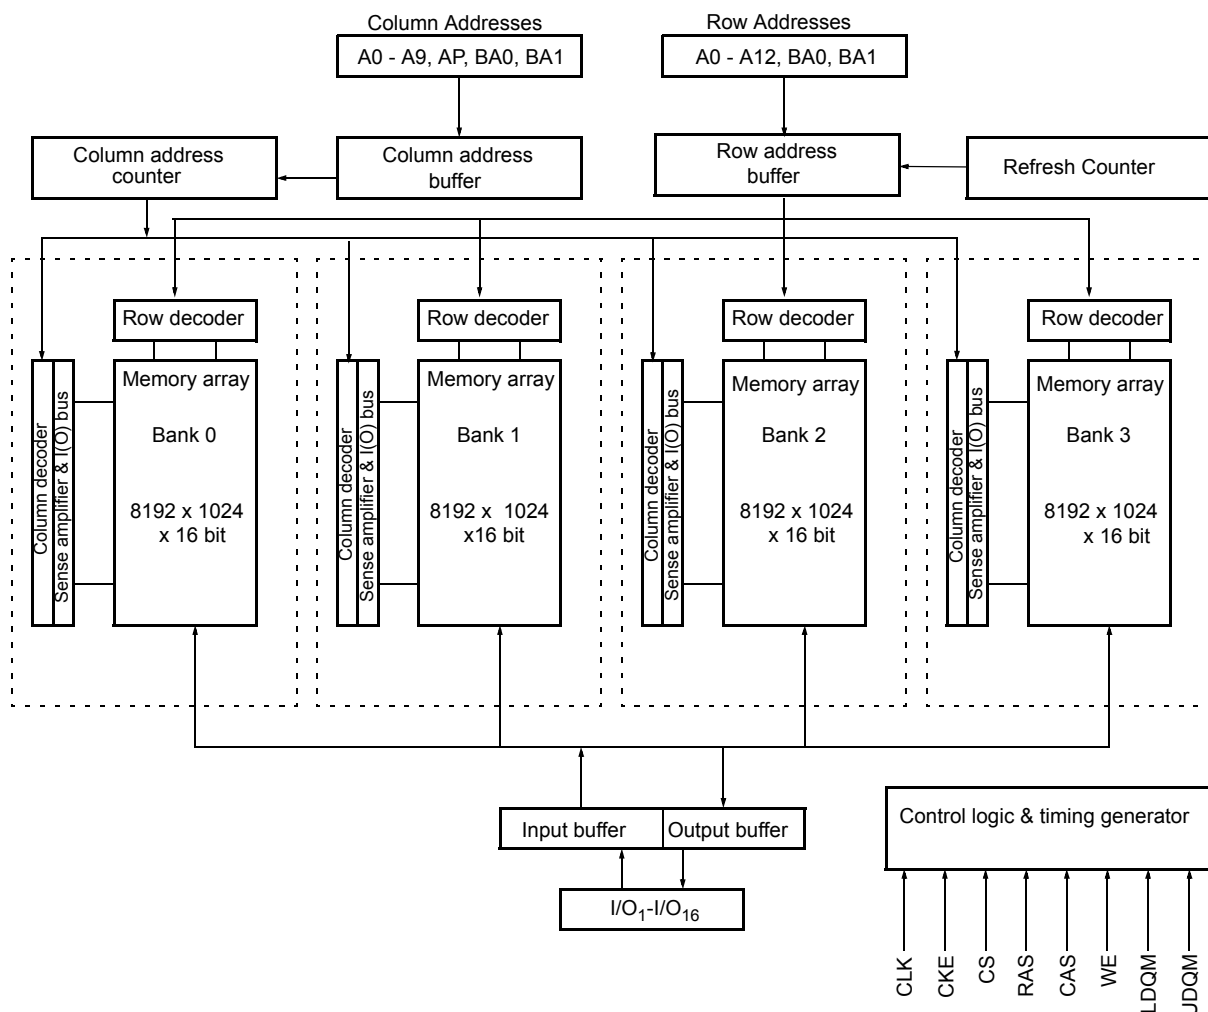 Column Addresses
Row Addresses
A0 - A9, AP, BA0, BA1
A0 - A12, BA0, BA1
Column address
counter
Column address
buffer
Row address
buffer
Refresh Counter
Row decoder
Row decoder
Row decoder
Row decoder
Column decoder
Sense amplifier & I(O) bus
Memory array
Bank 0
8192 x 1024
x 16 bit
Column decoder
Sense amplifier & I(O) bus
Memory array
Bank 1
8192 x 1024
x16 bit
Column decoder
Sense amplifier & I(O) bus
Memory array
Bank 2
8192 x 1024
x 16 bit
Column decoder
Sense amplifier & I(O) bus
Memory array
Bank 3
8192 x 1024
x 16 bit
Input buffer
Output buffer
I/O1-I/O16
Control logic & timing generator
CLK
CKE
CS
RAS
CAS
WE
LDQM
UDQM